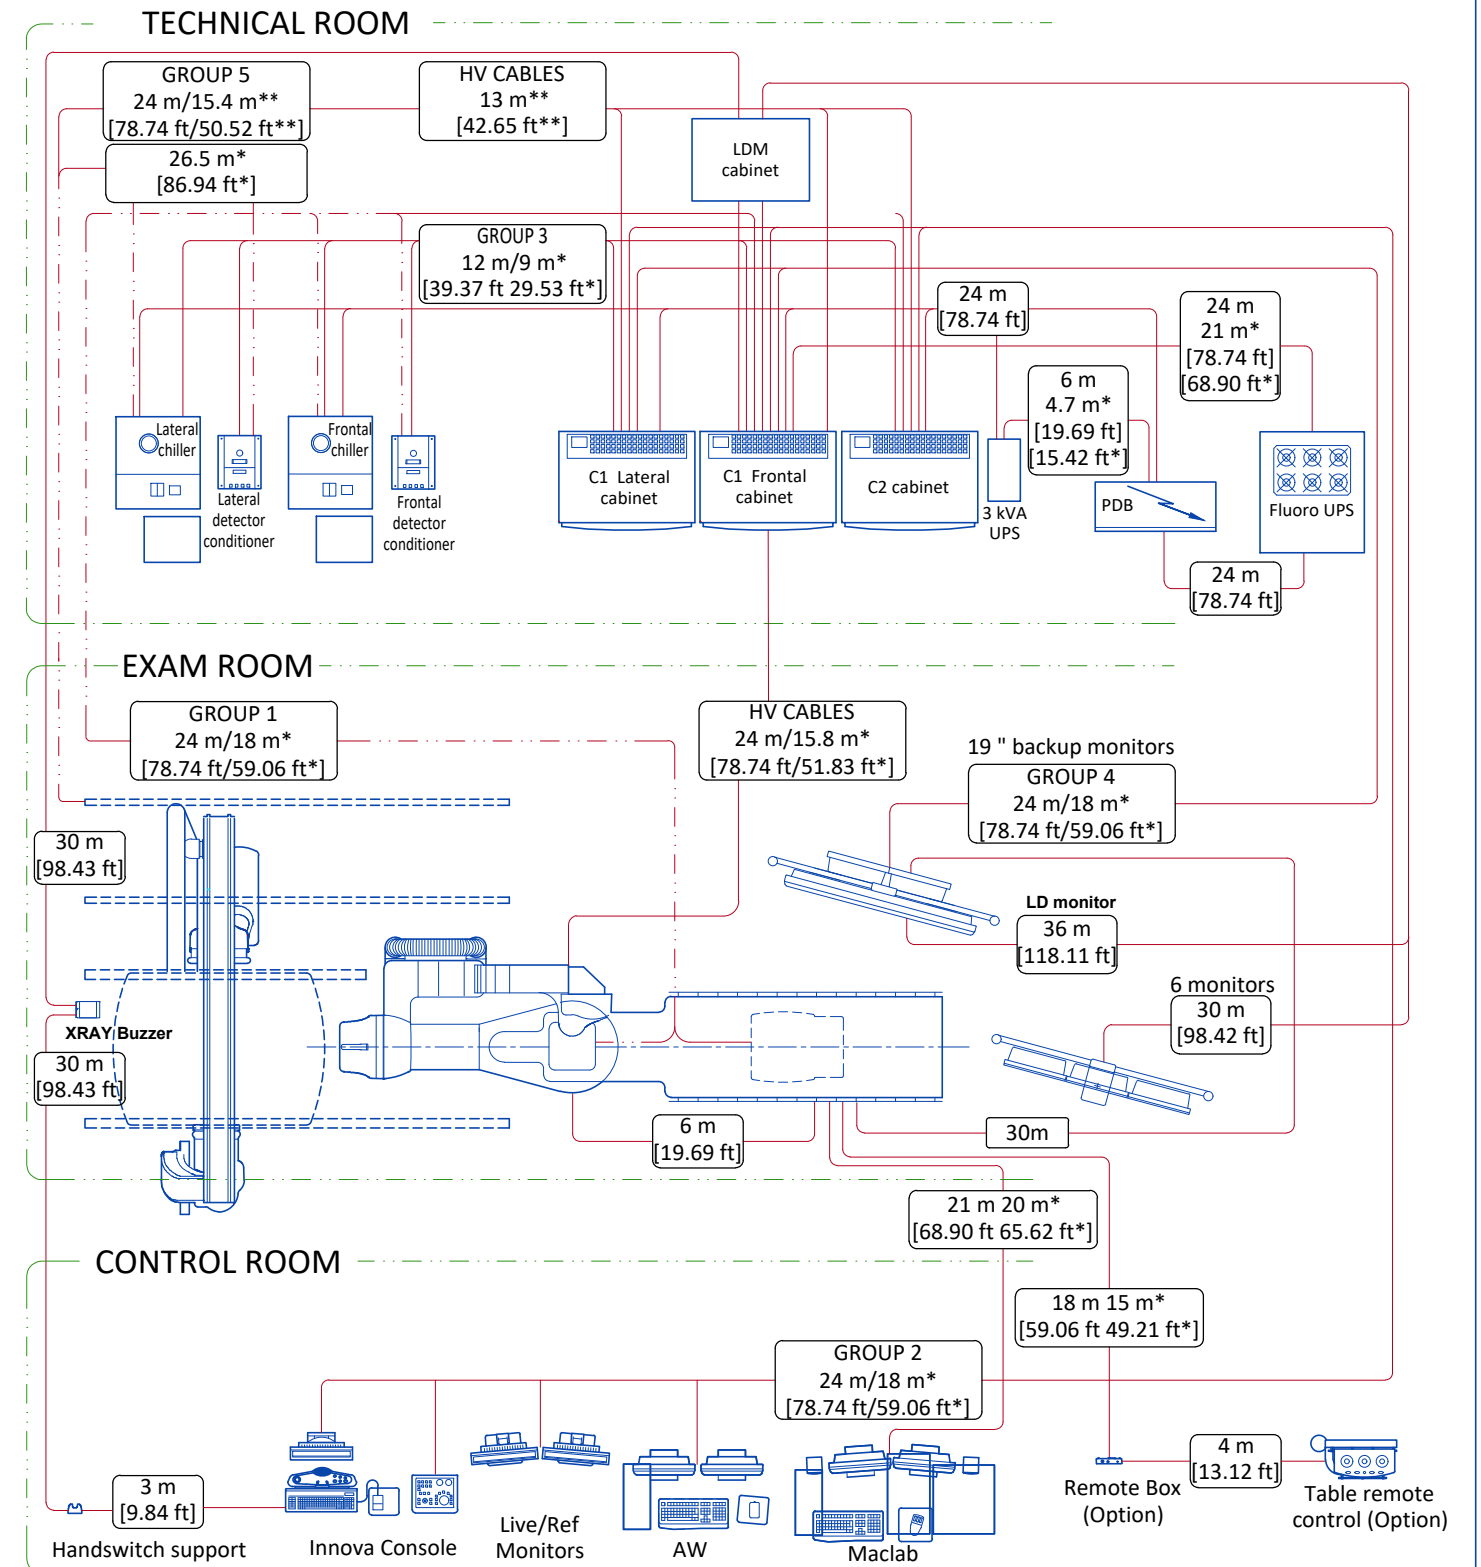 TECHNICAL ROOM
GROUP 5
24 m/15.4 m**
[78.74 ft/50.52 ft**]
HV CABLES
13 m**
[42.65 ft**]
LDM
cabinet
26.5 m*
[86.94 ft*]
GROUP 3
12 m/9 m*
[39.37 ft 29.53 ft*]
24 m
[78.74 ft]
24 m
21 m*
[78.74 ft]
[68.90 ft*]
6 m
4.7 m*
[19.69 ft]
[15.42 ft*]
Lateral
chiller
Lateral
detector
conditioner
Frontal
chiller
Frontal
detector
conditioner
C1 Lateral
cabinet
C1 Frontal
cabinet
C2 cabinet
3 kVA
UPS
PDB
Fluoro UPS
24 m
[78.74 ft]
EXAM ROOM
GROUP 1
24 m/18 m*
[78.74 ft/59.06 ft*]
HV CABLES
24 m/15.8 m*
[78.74 ft/51.83 ft*]
19 " backup monitors
GROUP 4
24 m/18 m*
[78.74 ft/59.06 ft*]
30 m
[98.43 ft]
LD monitor
36 m
[118.11 ft]
6 monitors
30 m
[98.42 ft]
XRAY Buzzer
30 m
[98.43 ft]
6 m
[19.69 ft]
30m
21 m 20 m*
[68.90 ft 65.62 ft*]
CONTROL ROOM
18 m 15 m*
[59.06 ft 49.21 ft*]
GROUP 2
24 m/18 m*
[78.74 ft/59.06 ft*]
3 m
[9.84 ft]
4 m
[13.12 ft]
Handswitch support
Innova Console
Live/Ref
Monitors
AW
Maclab
Remote Box
(Option)
Table remote
control (Option)